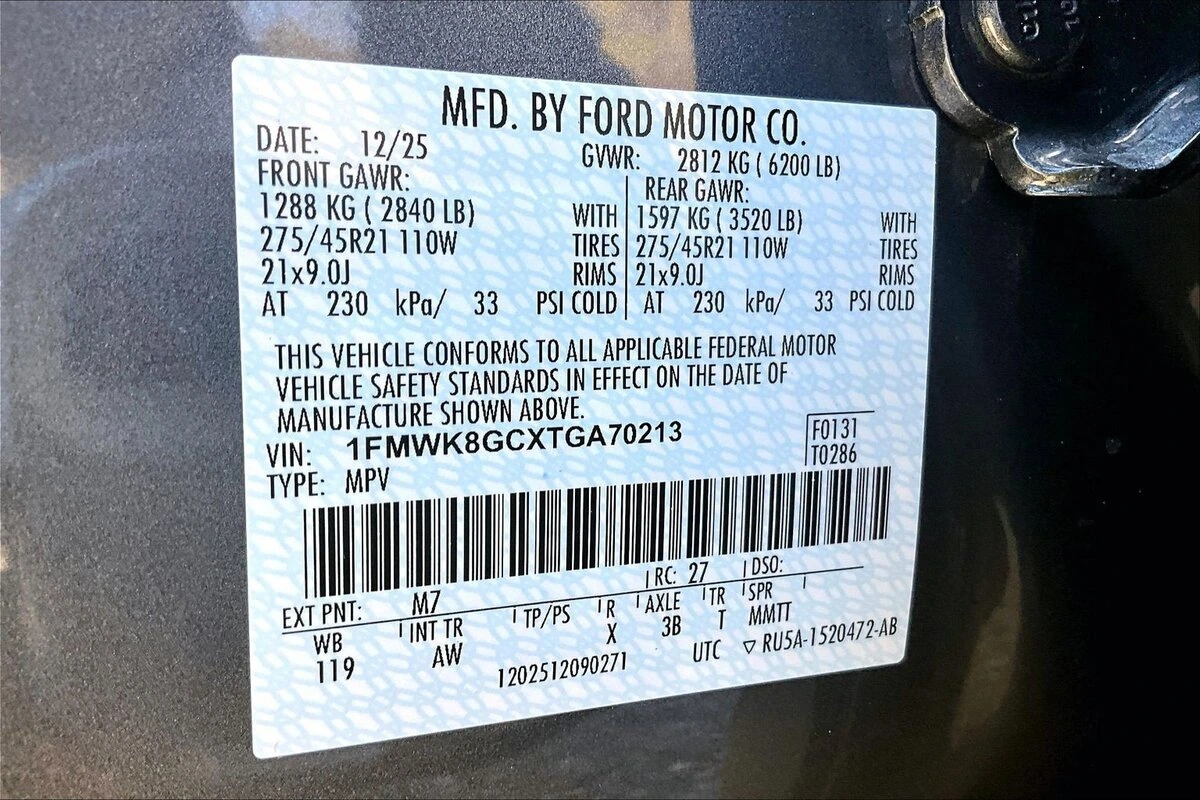 MFD. BY FORD MOTOR CO.
DATE: 12/25 GVWR: 2812 KG ( 6200 LB)
FRONT GAWR: REAR GAWR:
1288 KG ( 2840 LB) WITH 1597 KG ( 3520 LB) WITH
275/45R21 110W TIRES 275/45R21 110W TIRES
21x9.0J RIMS 21x9.0J RIMS
AT 230 kPa/ 33 PSI COLD AT 230 kPa/ 33 PSI COLD
THIS VEHICLE CONFORMS TO ALL APPLICABLE FEDERAL MOTOR
VEHICLE SAFETY STANDARDS IN EFFECT ON THE DATE OF
MANUFACTURE SHOWN ABOVE.
VIN: 1FMWK8GCXTGA70213 F0131
TYPE: MPV T0286
EXT PNT: M7 RC: 27 DSO:
WB INT TR TP/PS R AXLE TR SPR
119 AW X 3B T MMTT
1202512090271 UTC ▽ RU5A-1520472-AB